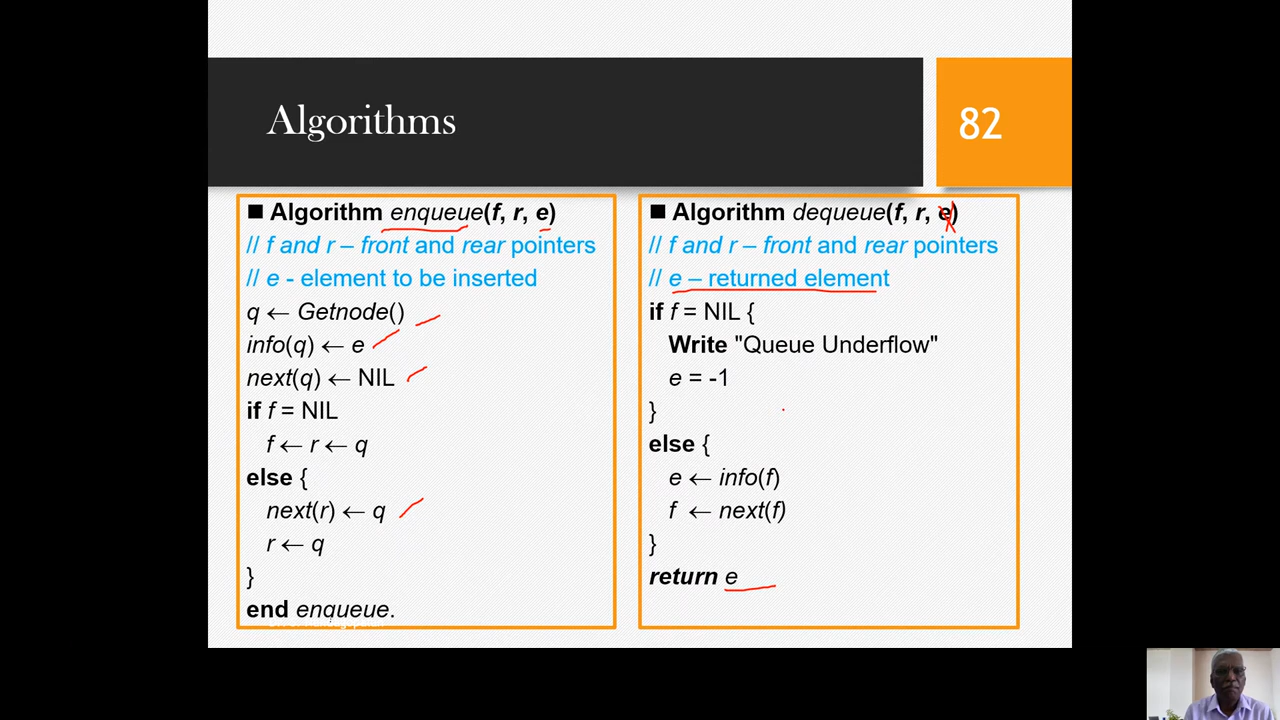 Algorithms
82
■ Algorithm enqueue(f, r, e)
// f and r – front and rear pointers
// e - element to be inserted
q ← Getnode()
info(q) ← e
next(q) ← NIL
if f = NIL
f ← r ← q
else {
next(r) ← q
r ← q
}
end enqueue.
■ Algorithm dequeue(f, r, e)
// f and r – front and rear pointers
// e – returned element
if f = NIL {
Write "Queue Underflow"
e = -1
}
else {
e ← info(f)
f ← next(f)
}
return e